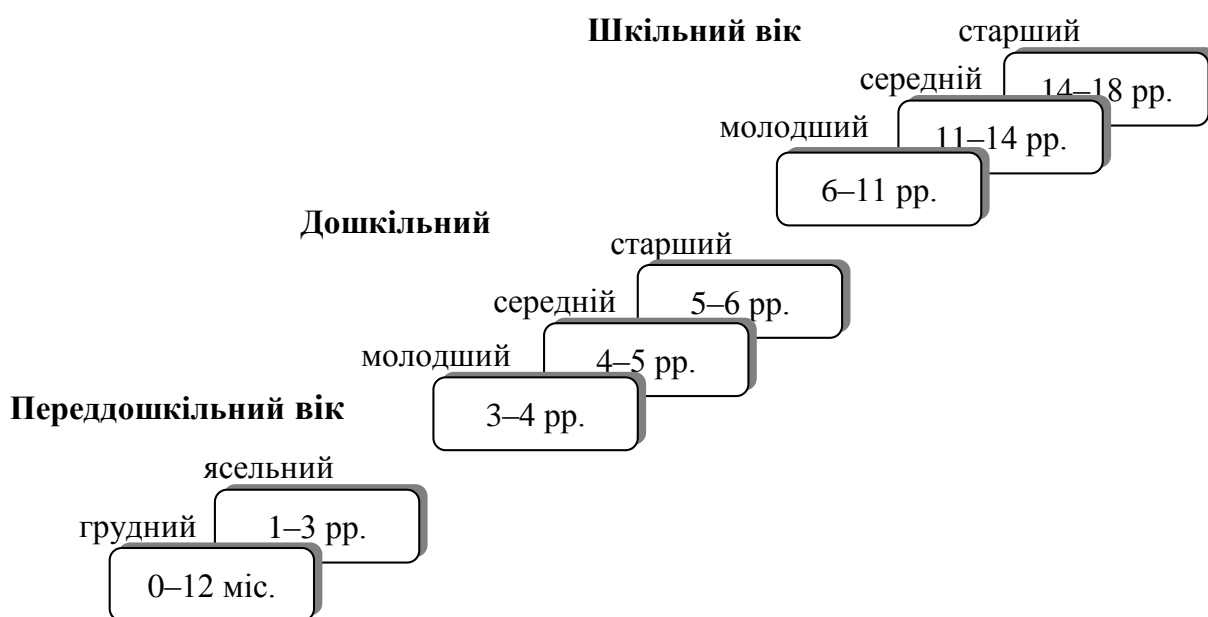 Шкільний вік
старший
14–18 рр.
середній
11–14 рр.
молодший
6–11 рр.
Дошкільний
старший
5–6 рр.
середній
4–5 рр.
молодший
3–4 рр.
Переддошкільний вік
ясельний
1–3 рр.
грудний
0–12 міс.